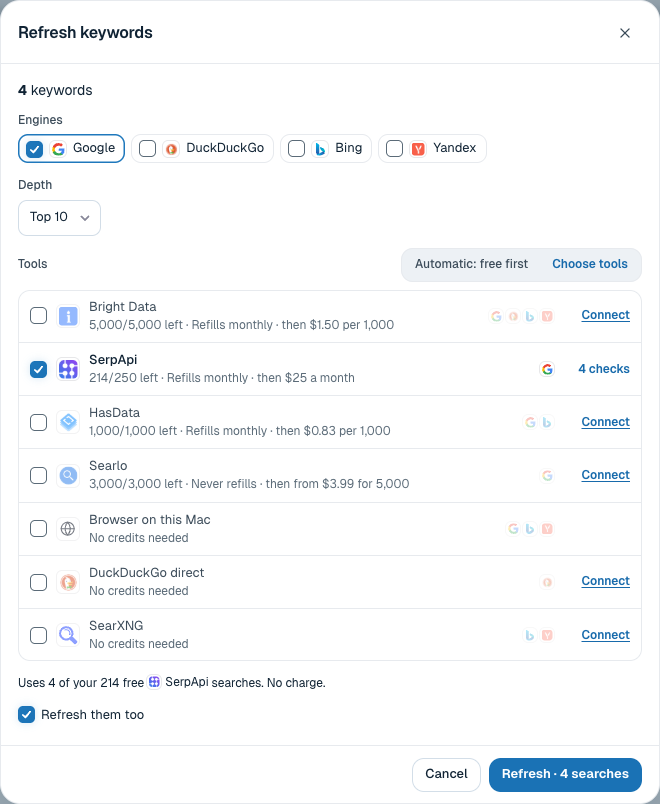 Refresh keywords
4 keywords
Engines
Google DuckDuckGo Bing Yandex
Depth
Top 10
Tools Automatic: free first Choose tools
Bright Data
5,000/5,000 left · Refills monthly · then $1.50 per 1,000 Connect
SerpApi
214/250 left · Refills monthly · then $25 a month 4 checks
HasData
1,000/1,000 left · Refills monthly · then $0.83 per 1,000 Connect
Searlo
3,000/3,000 left · Never refills · then from $3.99 for 5,000 Connect
Browser on this Mac
No credits needed
DuckDuckGo direct
No credits needed Connect
SearXNG
No credits needed Connect
Uses 4 of your 214 free SerpApi searches. No charge.
Refresh them too
Cancel Refresh · 4 searches